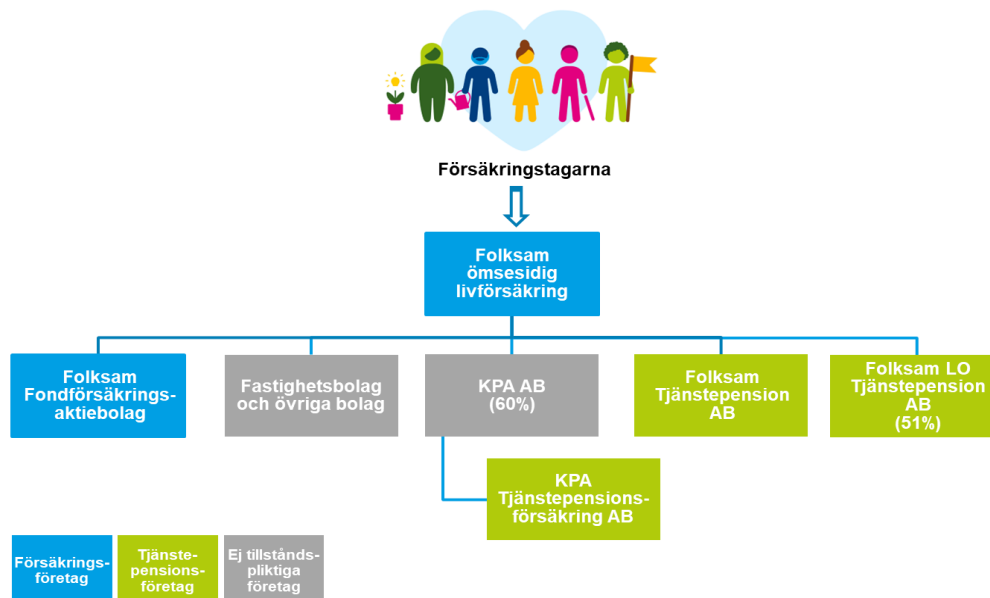 Försäkringstagarna
Folksam
ömsesidig
livförsäkring
Folksam
Fondförsäkrings-
aktiebolag
Fastighetsbolag
och övriga bolag
KPA AB
(60%)
Folksam
Tjänstepension
AB
Folksam LO
Tjänstepension
AB
(51%)
KPA
Tjänstepensions-
försäkring AB
Försäkrings-
företag
Tjänste-
pensions-
företag
Ej tillstånds-
pliktiga
företag